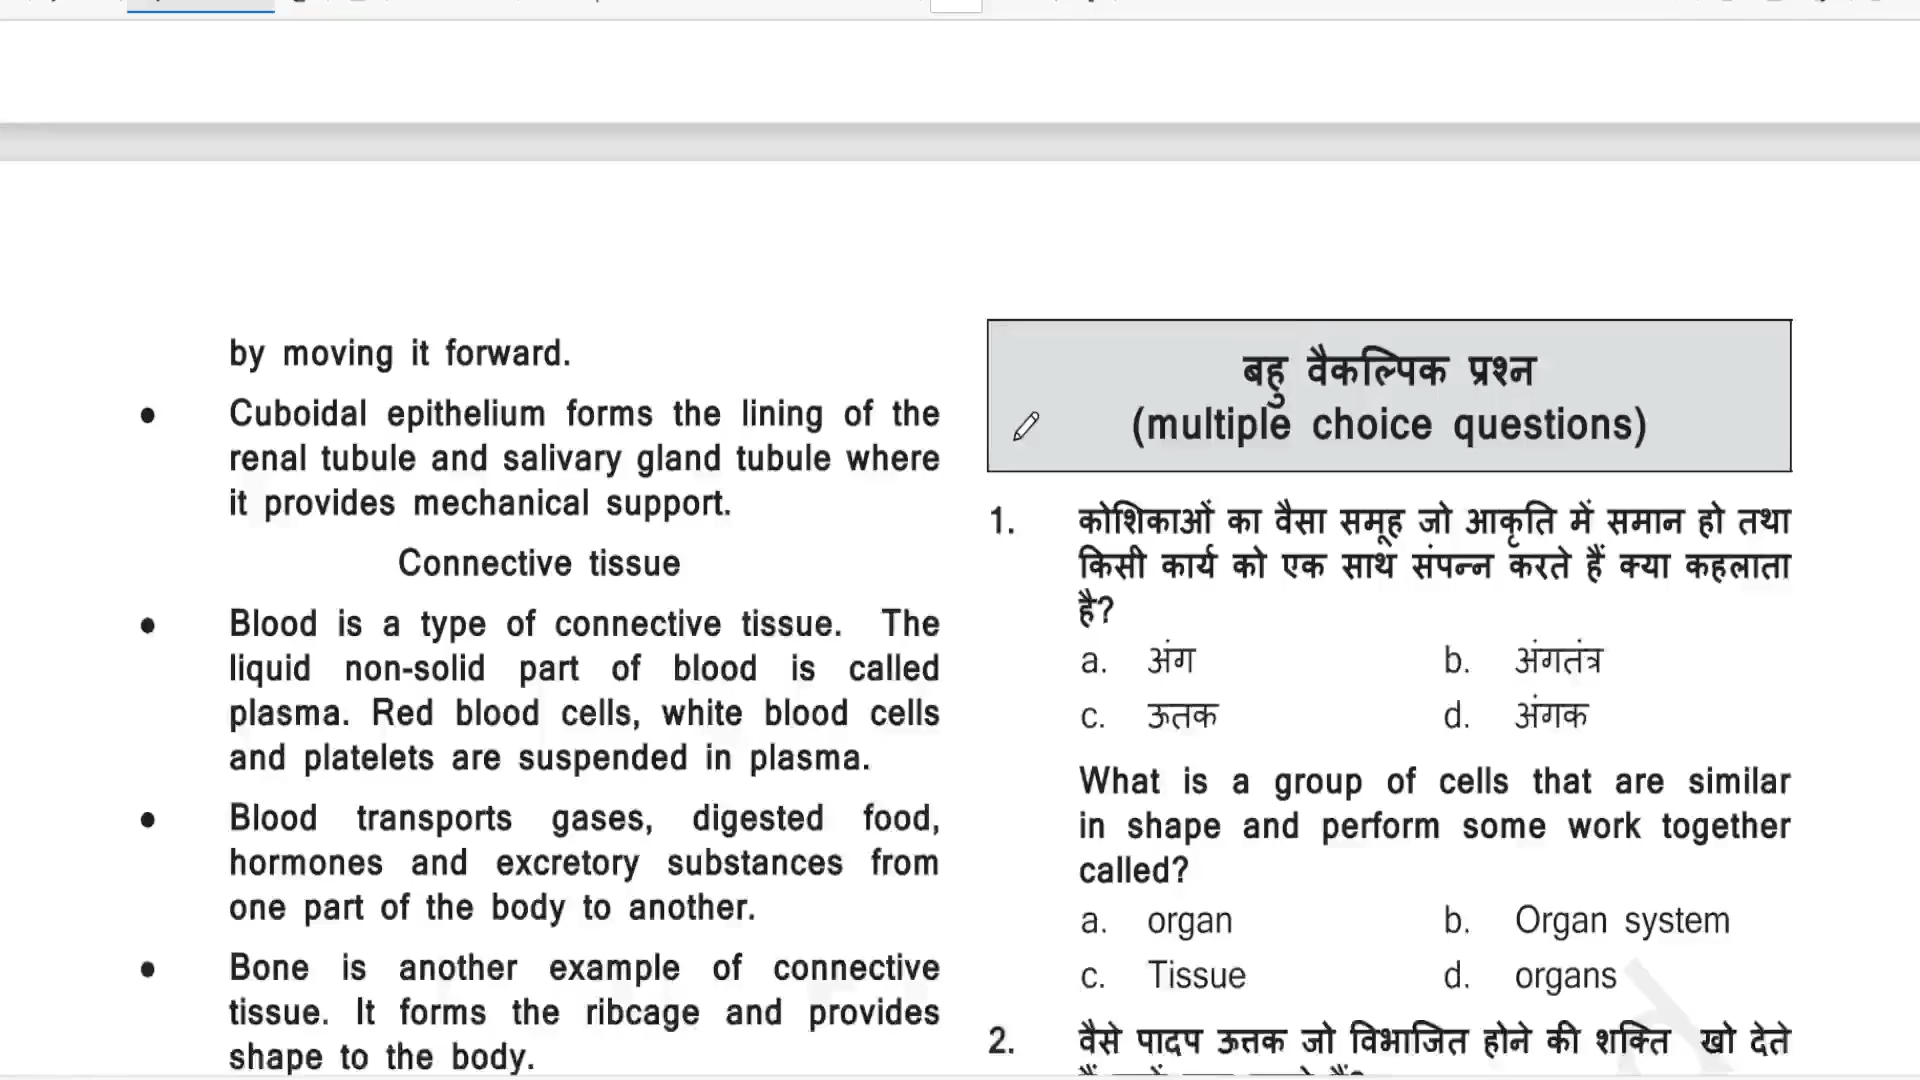 by moving it forward.
• Cuboidal epithelium forms the lining of the
renal tubule and salivary gland tubule where
it provides mechanical support.
Connective tissue
• Blood is a type of connective tissue. The
liquid non-solid part of blood is called
plasma. Red blood cells, white blood cells
and platelets are suspended in plasma.
• Blood transports gases, digested food,
hormones and excretory substances from
one part of the body to another.
• Bone is another example of connective
tissue. It forms the ribcage and provides
shape to the body.
बहु वैकल्पिक प्रश्न
(multiple choice questions)
1. कोशिकाओं का वैसा समूह जो आकृति में समान हो तथा
किसी कार्य को एक साथ संपन्न करते हैं क्या कहलाता
है?
a. अंग b. अंगतंत्र
c. ऊतक d. अंगक
What is a group of cells that are similar
in shape and perform some work together
called?
a. organ b. Organ system
c. Tissue d. organs
2. वैसे पादप ऊत्तक जो विभाजित होने की शक्ति खो देते